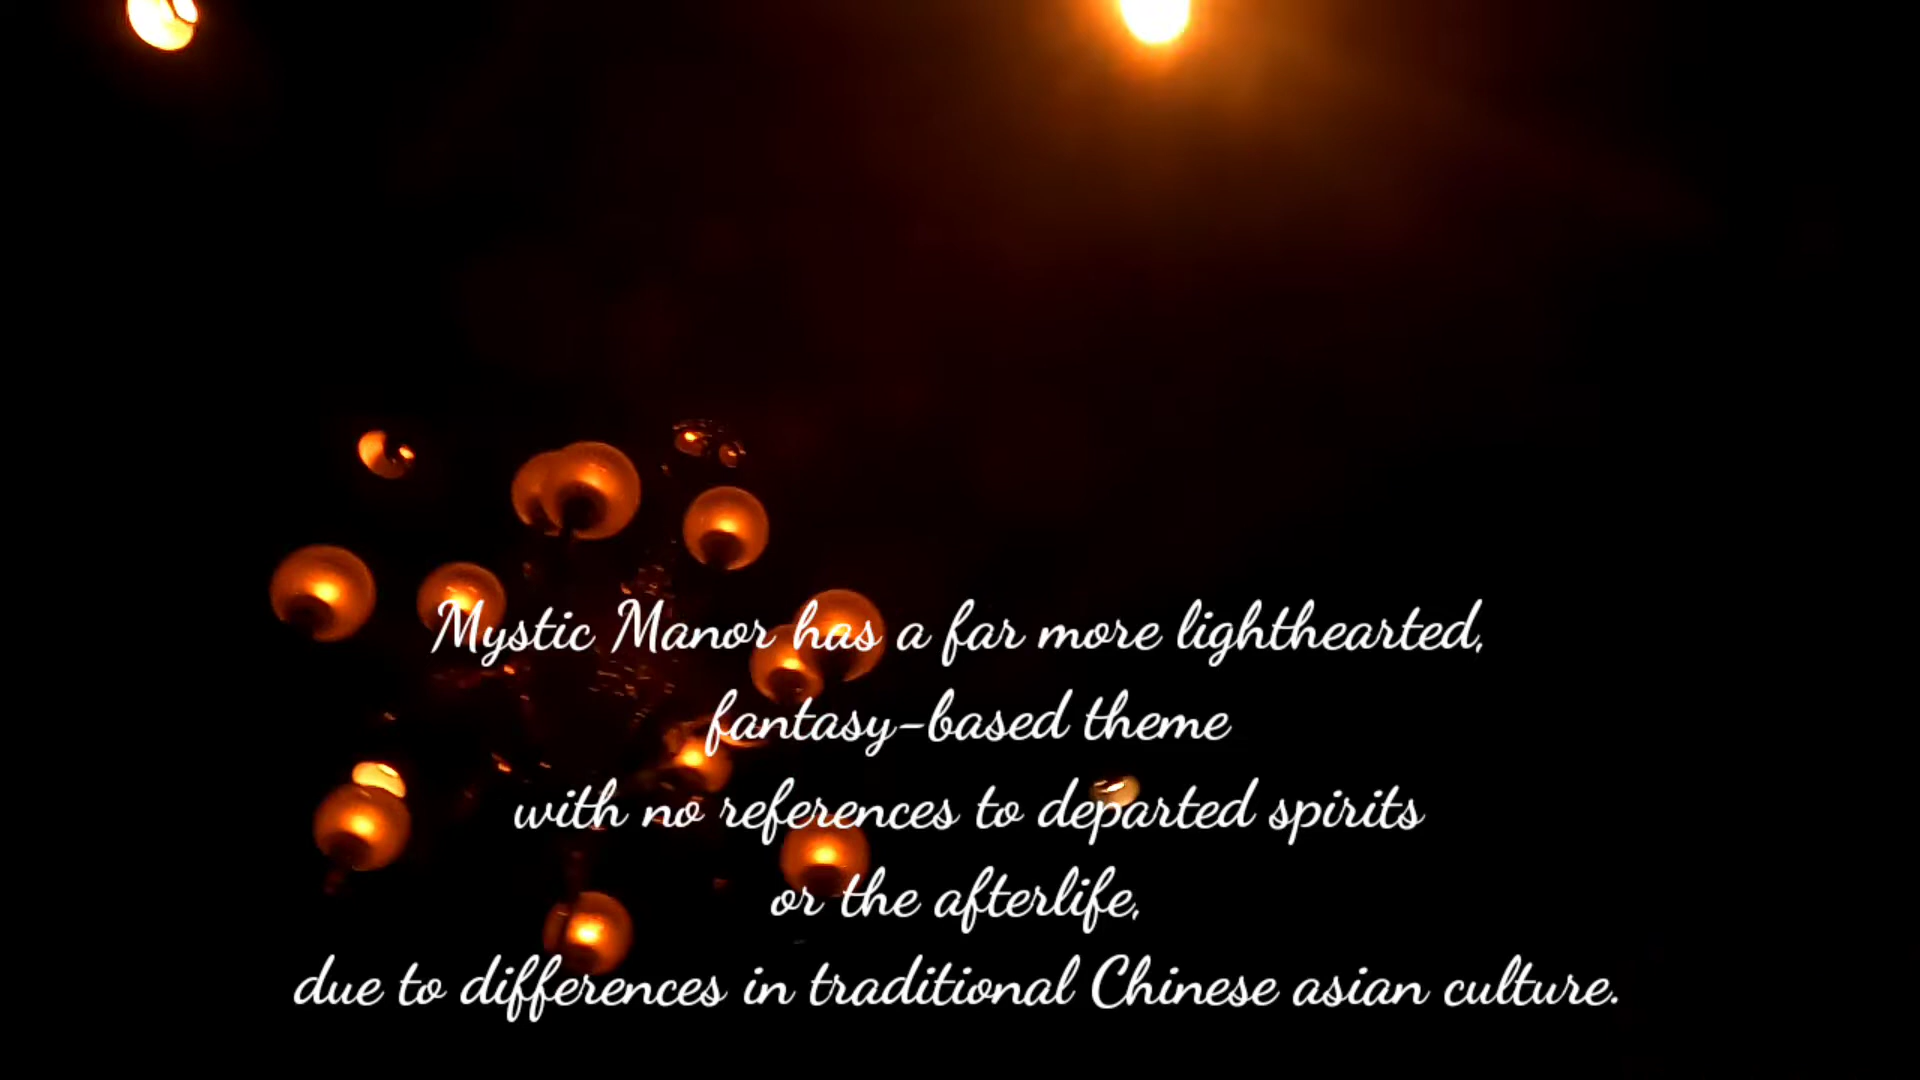 Mystic Manor has a far more lighthearted,
fantasy-based theme
with no references to departed spirits
or the afterlife,
due to differences in traditional Chinese asian culture.